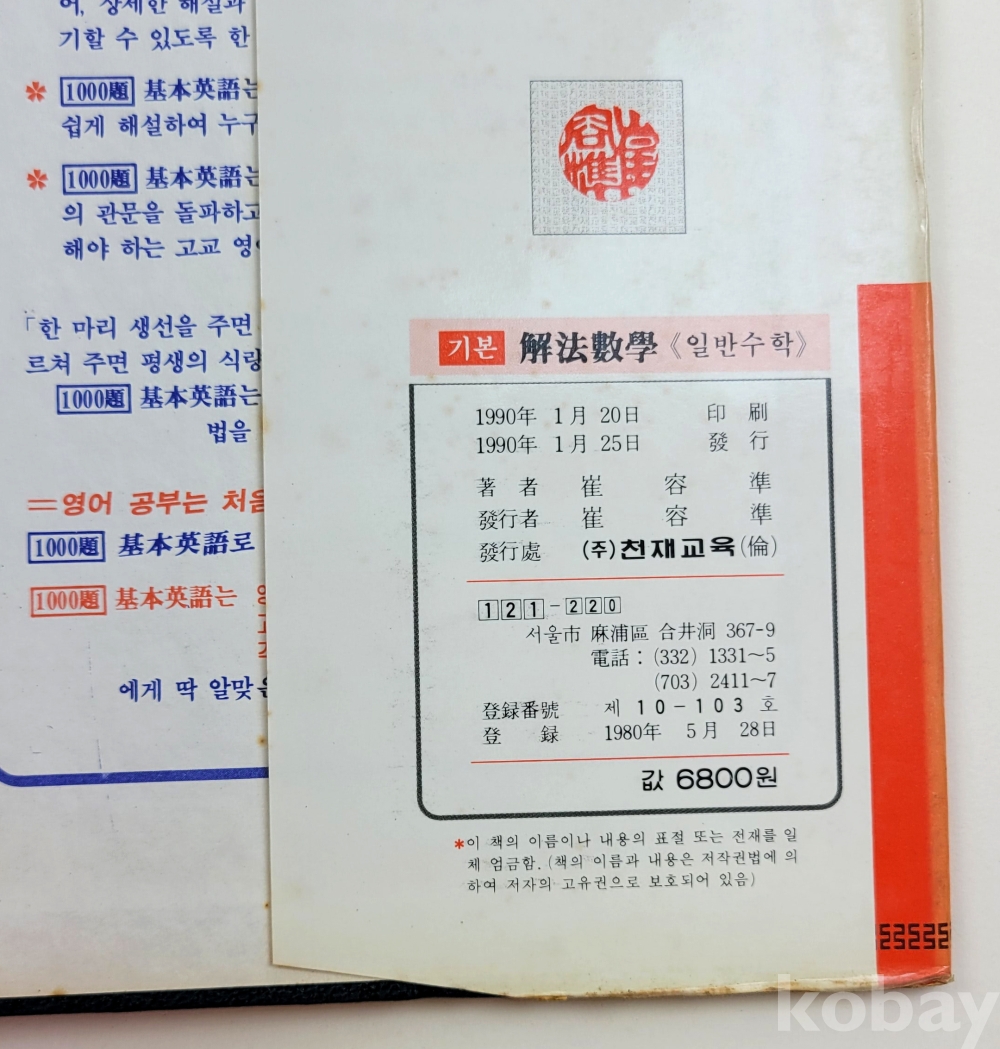 어, 상세한 해설과
기할 수 있도록 한
* 1000題 基本英語는
쉽게 해설하여 누구
* 1000題 基本英語는
의 관문을 돌파하고
해야 하는 고교 영어
「한 마리 생선을 주면
르쳐 주면 평생의 식량
1000題 基本英語는
법을
=영어 공부는 처음
1000題 基本英語로
1000題 基本英語는
에게 딱 알맞은
기본 解法數學 《일반수학》
1990年 1月 20日 印刷
1990年 1月 25日 發行
著者 崔容準
發行者 崔容準
發行處 (주)천재교육(倫)
121-220
서울市 麻浦區 合井洞 367-9
電話 : (332) 1331~5
(703) 2411~7
登録番號 제 10-103 호
登録 1980年 5月 28日
값 6800원
*이 책의 이름이나 내용의 표절 또는 전재를 일
체 엄금함. (책의 이름과 내용은 저작권법에 의
하여 저자의 고유권으로 보호되어 있음)
kobay